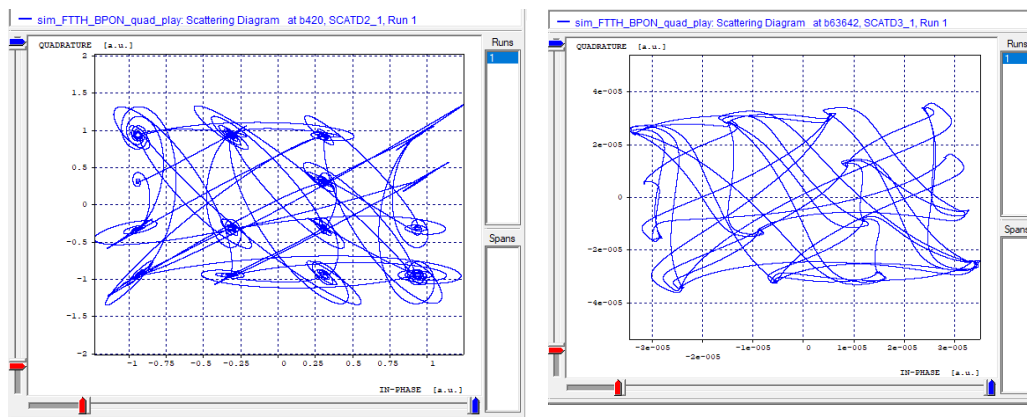 sim_FTTH_BPON_quad_play: Scattering Diagram at b420, SCATD2_1, Run 1
QUADRATURE [a.u.]
2
1.5
1
0.5
0
-0.5
-1
-1.5
-2
-1 -0.75 -0.5 -0.25 0 0.25 0.5 0.75 1
IN-PHASE [a.u.]
Runs
1
Spans
sim_FTTH_BPON_quad_play: Scattering Diagram at b63642, SCATD3_1, Run 1
QUADRATURE [a.u.]
4e-005
2e-005
0
-2e-005
-4e-005
-3e-005 -1e-005 0 1e-005 2e-005 3e-005
-2e-005
IN-PHASE [a.u.]
Runs
1
Spans